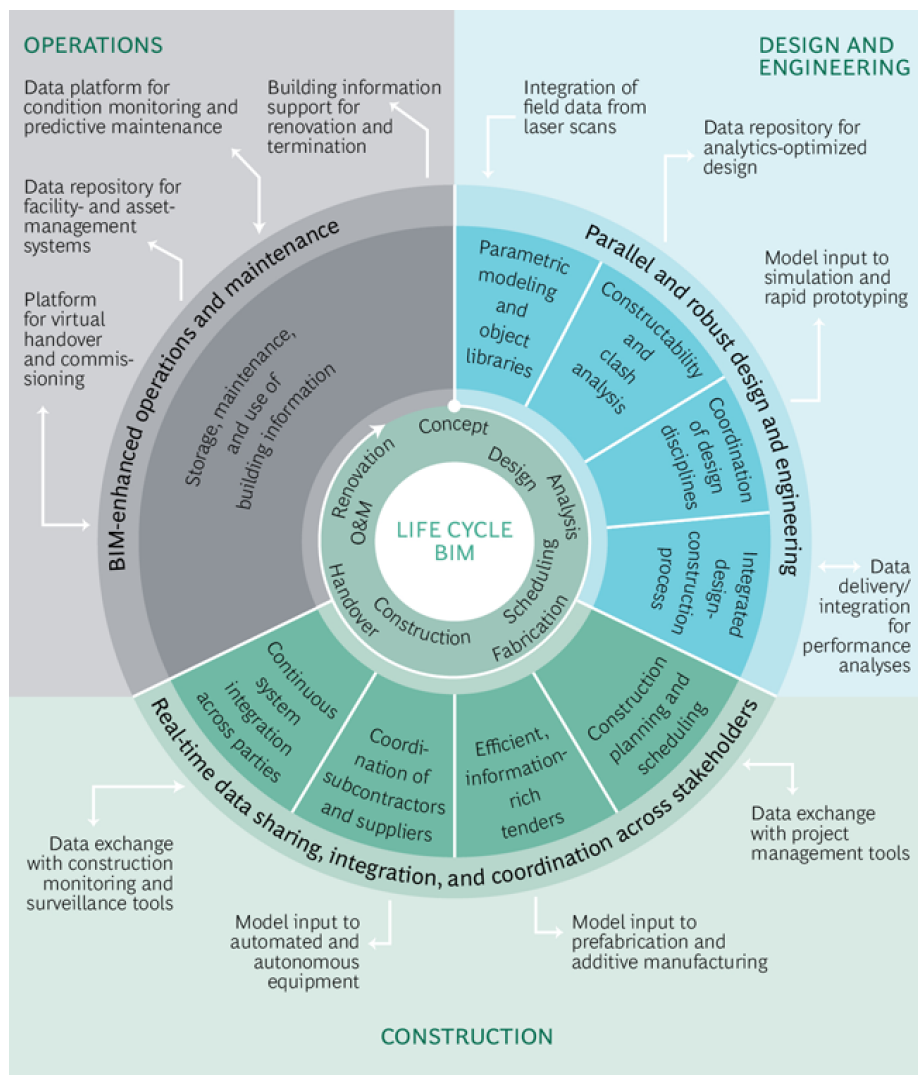 OPERATIONS
Data platform for
condition monitoring and
predictive maintenance
Building information
support for
renovation and
termination
Data repository for
facility- and asset-
management
systems
Platform
for virtual
handover
and commis-
sioning
DESIGN AND
ENGINEERING
Integration of
field data from
laser scans
Data repository for
analytics-optimized
design
Model input to
simulation and
rapid prototyping
Data
delivery/
integration
for
performance
analyses
BIM-enhanced operations and maintenance
Storage, maintenance,
and use of
building information
Parallel and robust design and engineering
Parametric
modeling
and
object
libraries
Constructability
and
clash
analysis
Coordination
of design
disciplines
Integrated
design-
construction
process
LIFE CYCLE
BIM
Concept
Design
Analysis
Scheduling
Fabrication
Construction
Handover
O&M
Renovation
Continuous
system
integration
across parties
Coordi-
nation of
subcontractors
and suppliers
Efficient,
information-
rich
tenders
Construction
planning and
scheduling
Real-time data sharing, integration, and coordination across stakeholders
Data exchange
with construction
monitoring and
surveillance tools
Model input to
automated and
autonomous
equipment
Model input to
prefabrication and
additive manufacturing
Data exchange
with project
management tools
CONSTRUCTION